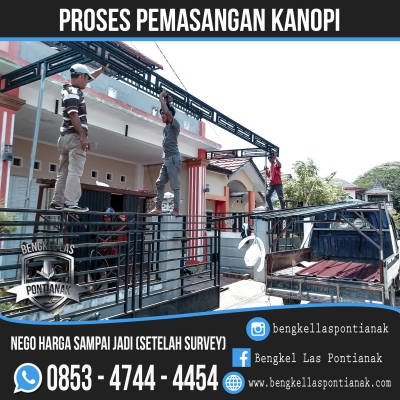 PROSES PEMASANGAN KANOPI
BENGKEL LAS
PONTIANAK
NEGO HARGA SAMPAI JADI (SETELAH SURVEY)
0853 - 4744 - 4454
bengkellaspontianak
Bengkel Las Pontianak
www.bengkellaspontianak.com